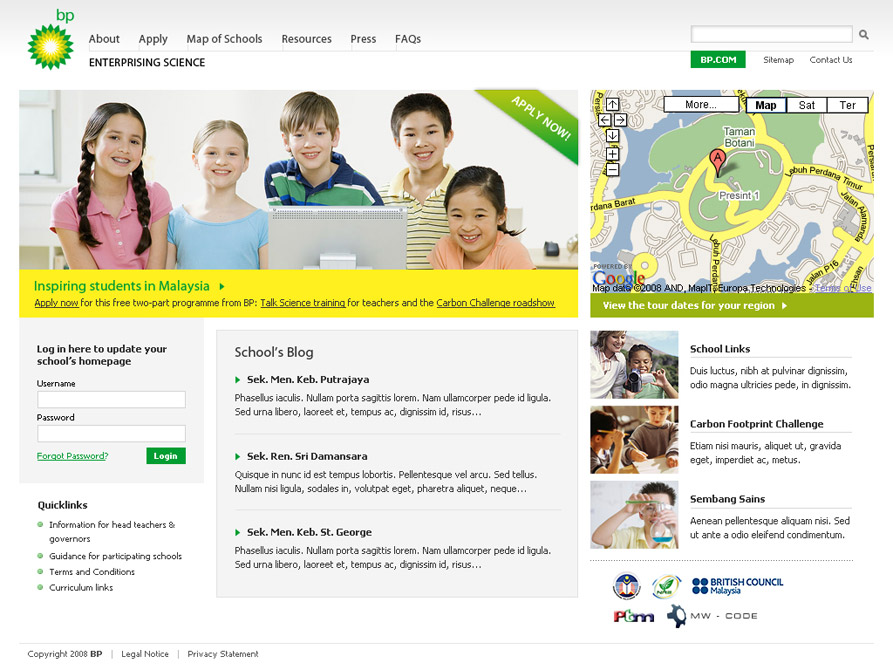 bp
About Apply Map of Schools Resources Press FAQs
ENTERPRISING SCIENCE
BP.COM Sitemap Contact Us
APPLY NOW!
Inspiring students in Malaysia
Apply now for this free two-part programme from BP: Talk Science training for teachers and the Carbon Challenge roadshow
More... Map Sat Ter
Taman
Botani
A
Presint 1
Lebuh Perdana Timur
Jalan Alamanda
rdana Barat
Lebuh Perdana
Jalan P16
POWERED BY
Google
Map data ©2008 AND, MapIT, Europa Technologies - Terms of Use
View the tour dates for your region
Log in here to update your
school's homepage
Username
Password
Forgot Password?
Login
Quicklinks
Information for head teachers &
governors
Guidance for participating schools
Terms and Conditions
Curriculum links
School's Blog
Sek. Men. Keb. Putrajaya
Phasellus iaculis. Nullam porta sagittis lorem. Nam ullamcorper pede id ligula.
Sed urna libero, laoreet et, tempus ac, dignissim id, risus...
Sek. Ren. Sri Damansara
Quisque in nunc id est tempus lobortis. Pellentesque vel arcu. Sed tellus.
Nullam nisi ligula, sodales in, volutpat eget, pharetra aliquet, neque...
Sek. Men. Keb. St. George
Phasellus iaculis. Nullam porta sagittis lorem. Nam ullamcorper pede id ligula.
Sed urna libero, laoreet et, tempus ac, dignissim id, risus...
School Links
Duis luctus, nibh at pulvinar dignissim,
odio magna ultricies pede, in dignissim.
Carbon Footprint Challenge
Etiam nisi mauris, aliquet ut, gravida
eget, imperdiet ac, metus.
Sembang Sains
Aenean pellentesque aliquam nisi. Sed
ut ante a odio eleifend condimentum.
BRITISH COUNCIL
Malaysia
Ptem
MW - CODE
Copyright 2008 BP | Legal Notice | Privacy Statement